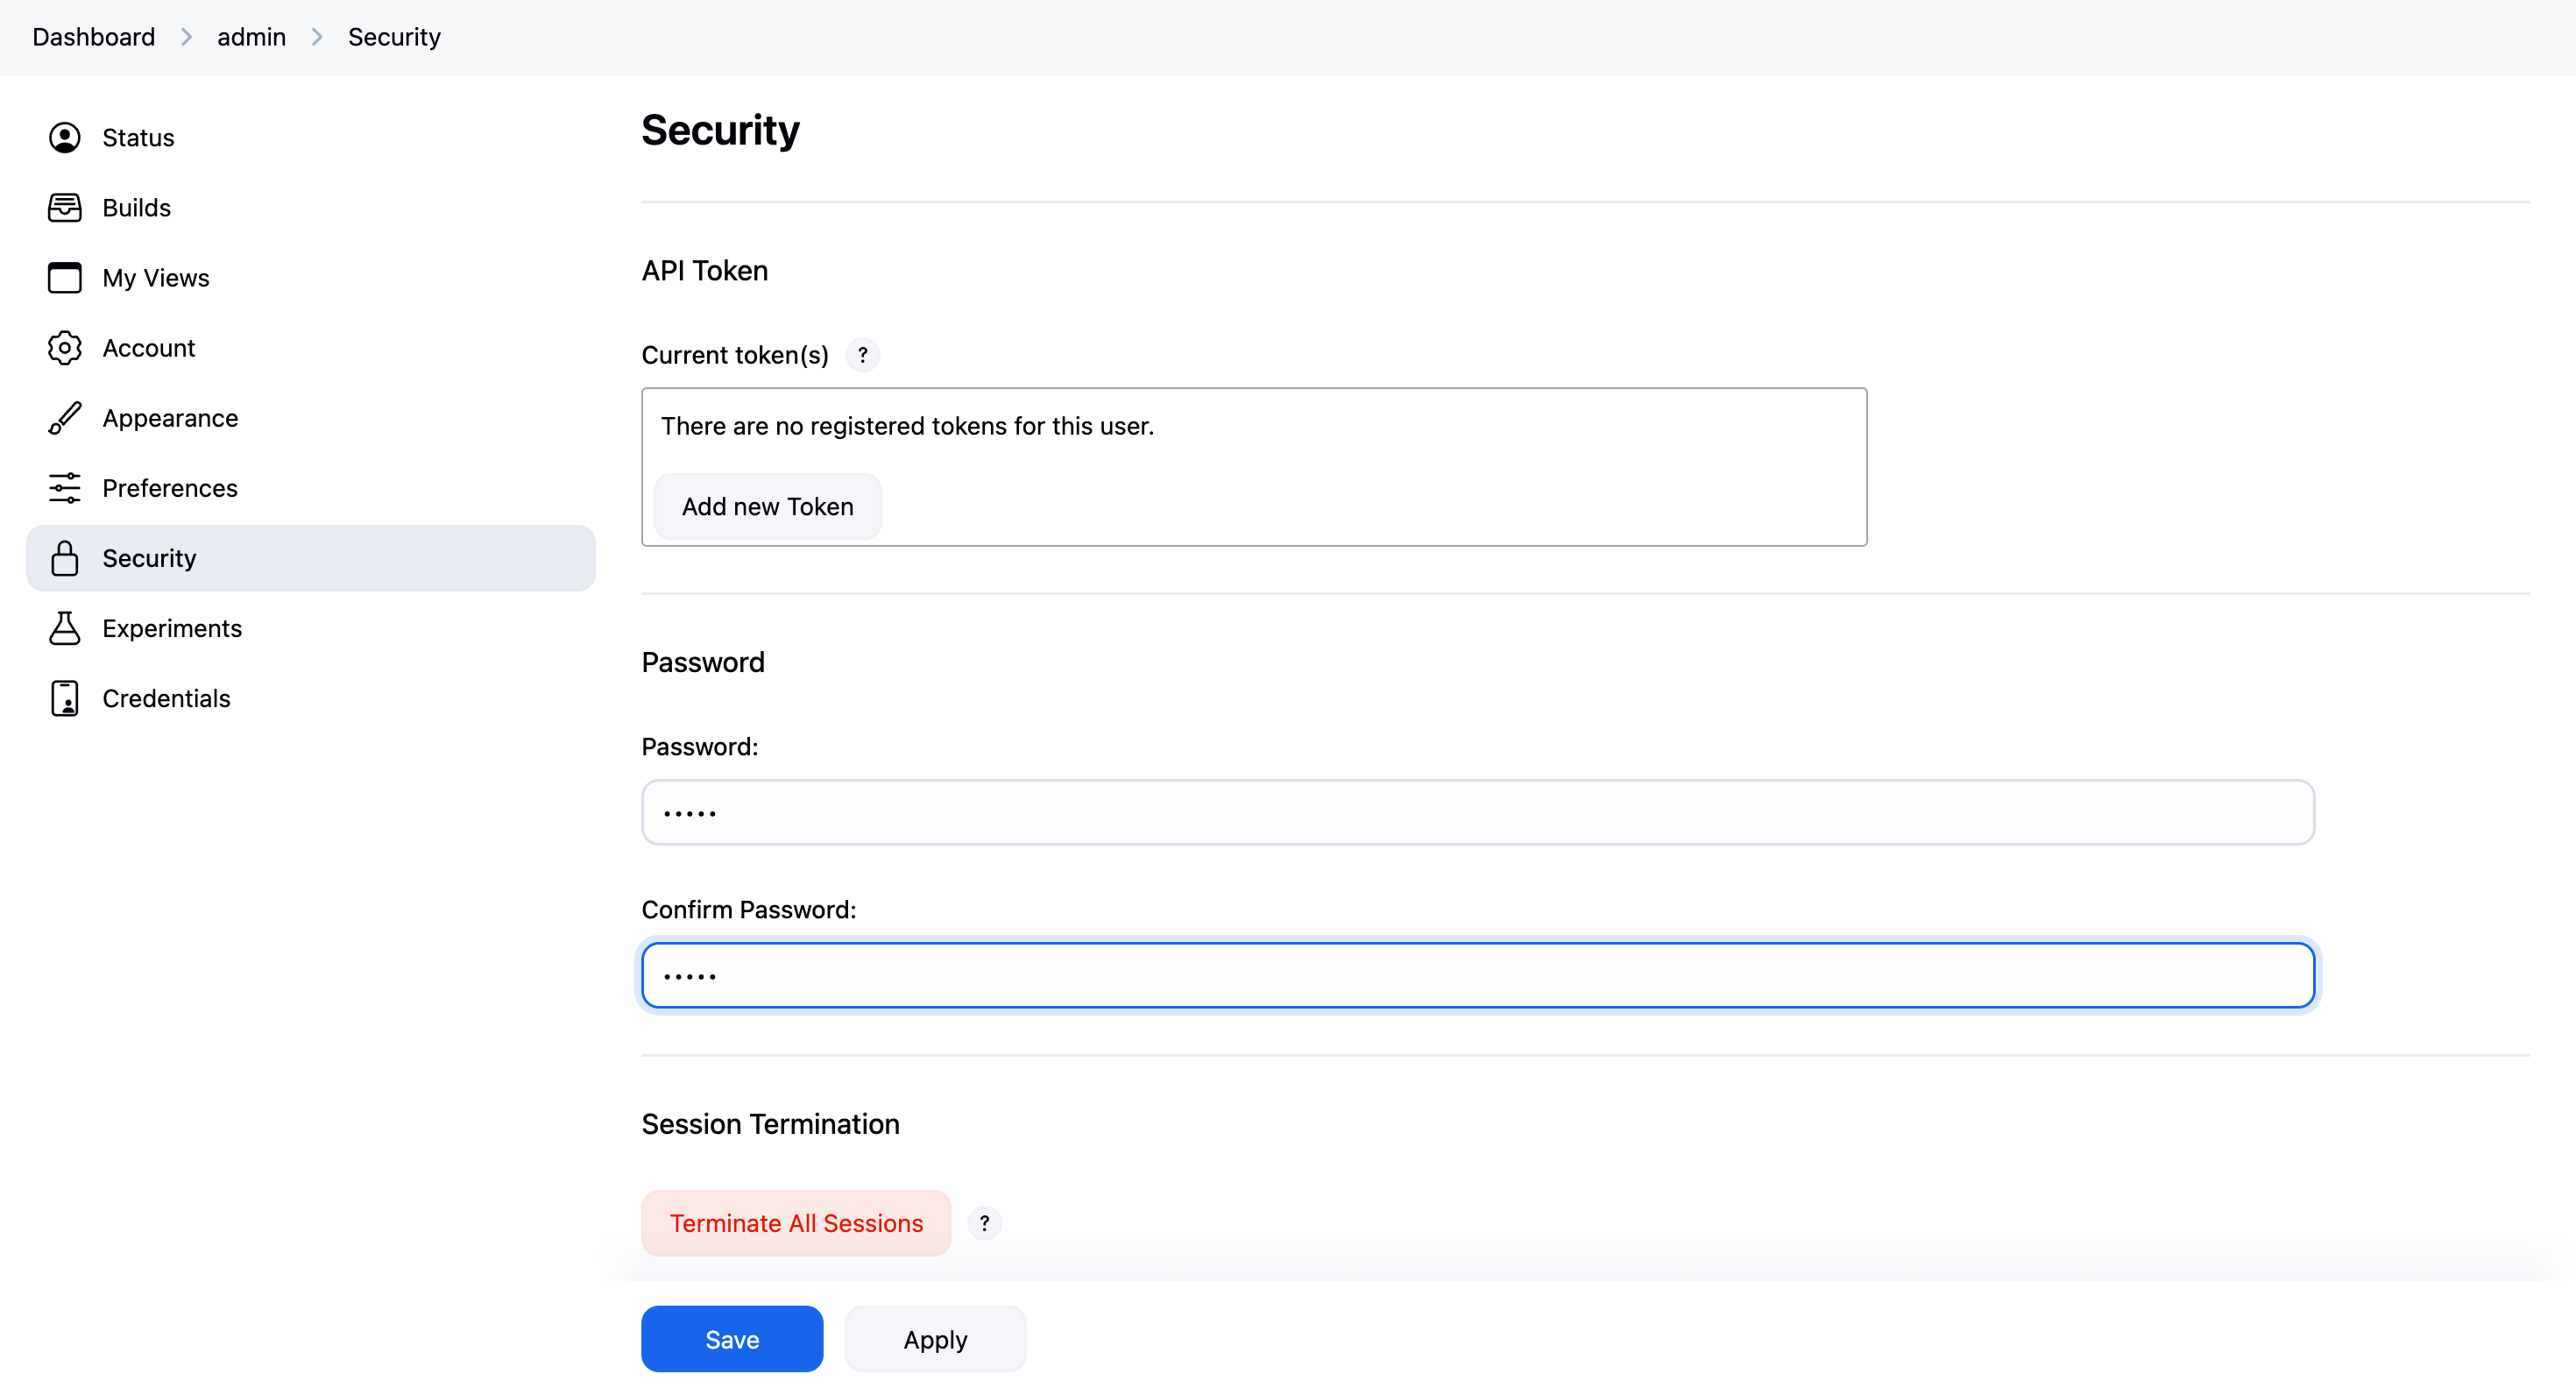 Dashboard > admin > Security
Status
Builds
My Views
Account
Appearance
Preferences
Security
Experiments
Credentials
Security
API Token
Current token(s) ?
There are no registered tokens for this user.
Add new Token
Password
Password:
•••••
Confirm Password:
•••••
Session Termination
Terminate All Sessions ?
Save Apply